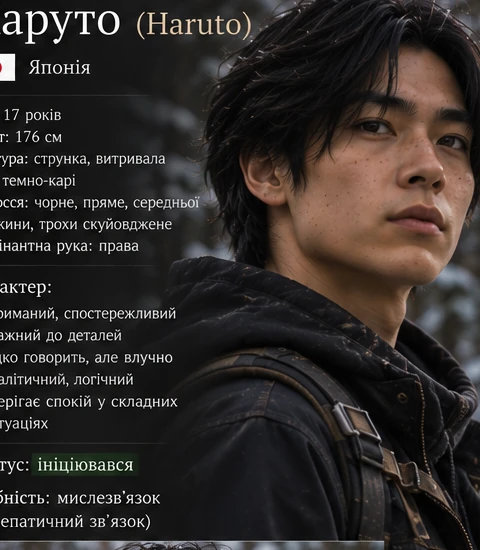 аруто (Haruto)
Японія
17 років
т: 176 см
тура: струнка, витривала
темно-карі
осся: чорне, пряме, середньої
жини, трохи скуйовджене
інантна рука: права
актер:
риманий, спостережливий
ажний до деталей
дко говорить, але влучно
алітичний, логічний
ерігає спокій у складних
туаціях
тус: ініціювався
бність: мислезв'язок
епатичний зв'язок)